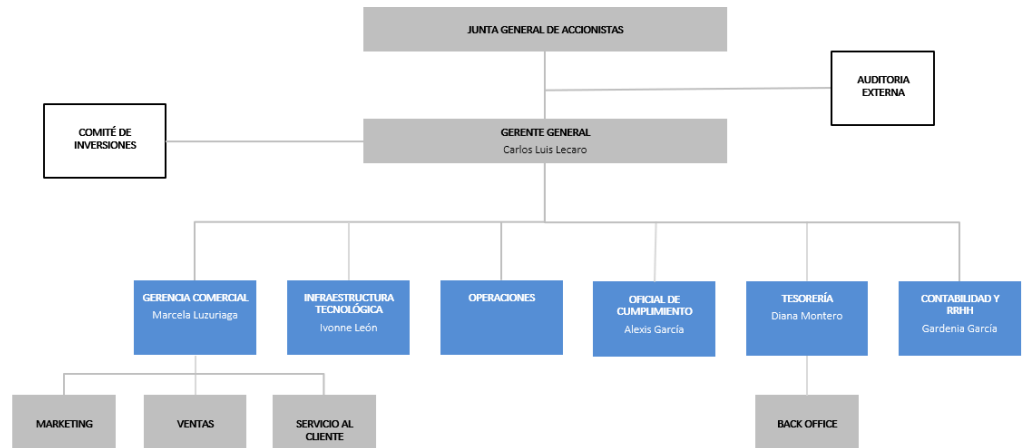 JUNTA GENERAL DE ACCIONISTAS
AUDITORIA
EXTERNA
COMITÉ DE
INVERSIONES
GERENTE GENERAL
Carlos Luis Lecaro
GERENCIA COMERCIAL
Marcela Luzuriaga
INFRAESTRUCTURA
TECNOLÓGICA
Ivonne León
OPERACIONES
OFICIAL DE
CUMPLIMIENTO
Alexis García
TESORERÍA
Diana Montero
CONTABILIDAD Y
RRHH
Gardenia García
MARKETING
VENTAS
SERVICIO AL
CLIENTE
BACK OFFICE